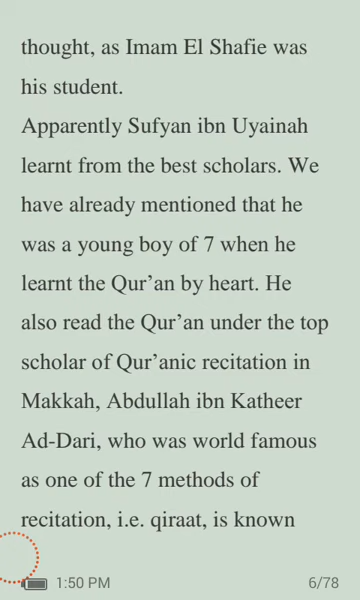 thought, as Imam El Shafie was
his student.
Apparently Sufyan ibn Uyainah
learnt from the best scholars. We
have already mentioned that he
was a young boy of 7 when he
learnt the Qur’an by heart. He
also read the Qur’an under the top
scholar of Qur’anic recitation in
Makkah, Abdullah ibn Katheer
Ad-Dari, who was world famous
as one of the 7 methods of
recitation, i.e. qiraat, is known
1:50 PM 6/78